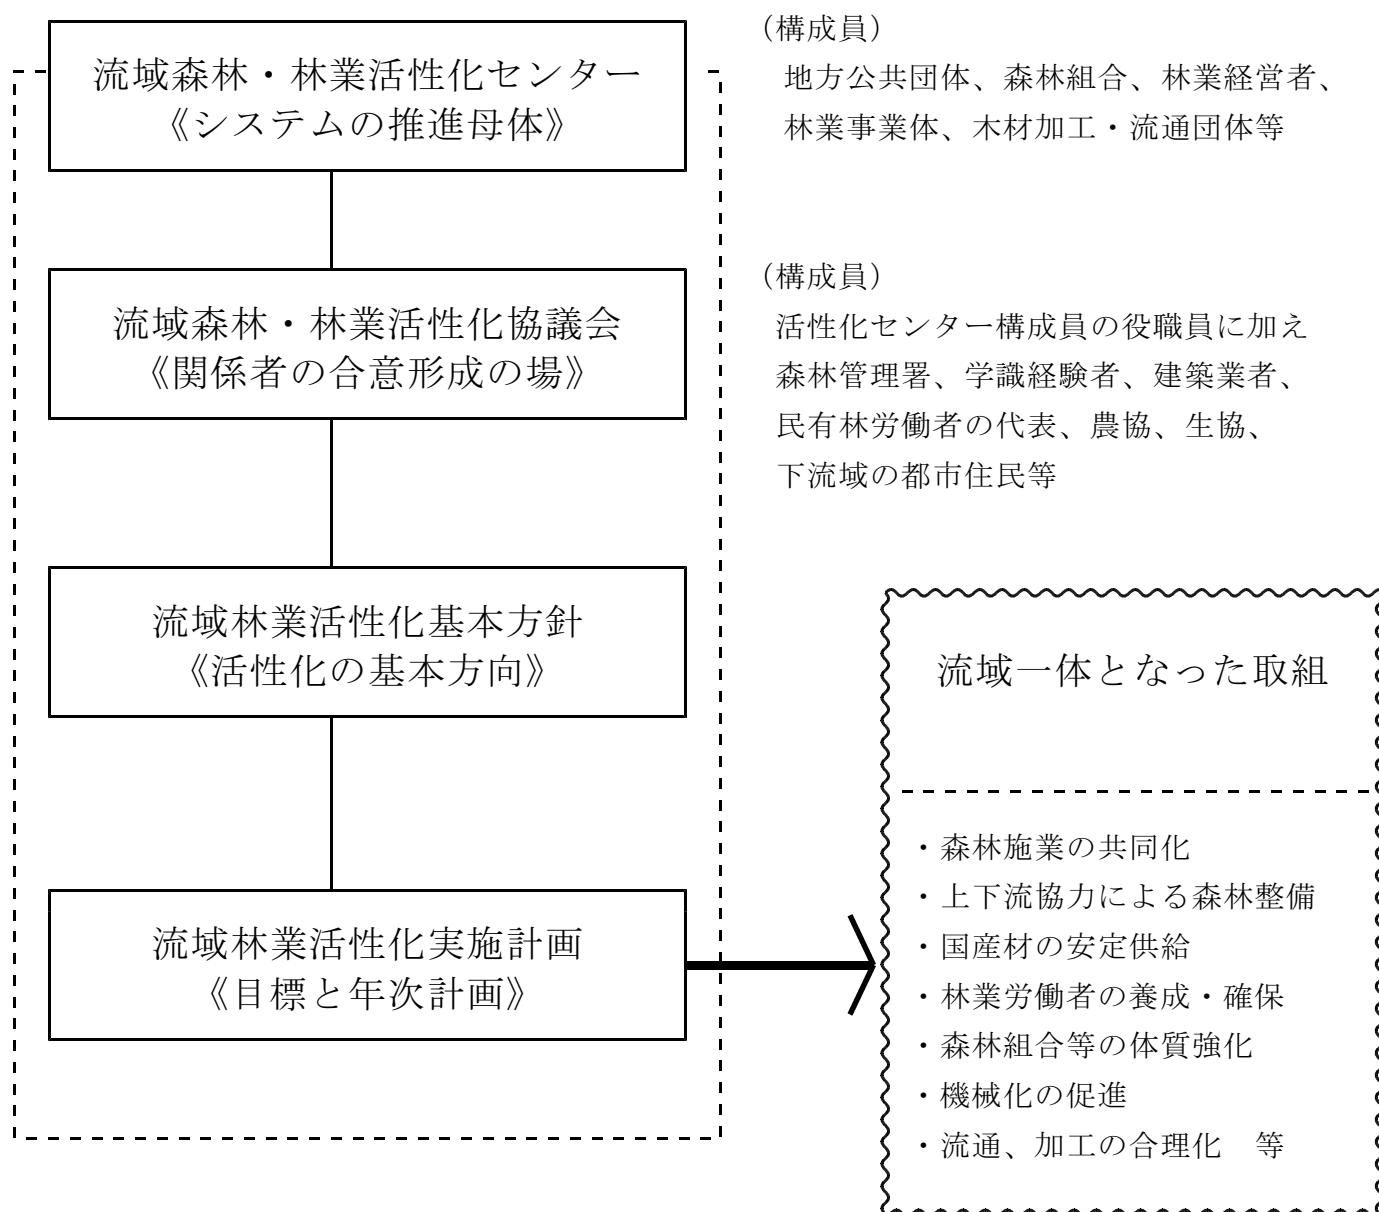 流域森林・林業活性化センター
《システムの推進母体》
（構成員）
地方公共団体、森林組合、林業経営者、
林業事業体、木材加工・流通団体等
流域森林・林業活性化協議会
《関係者の合意形成の場》
（構成員）
活性化センター構成員の役職員に加え
森林管理署、学識経験者、建築業者、
民有林労働者の代表、農協、生協、
下流域の都市住民等
流域林業活性化基本方針
《活性化の基本方向》
流域林業活性化実施計画
《目標と年次計画》
流域一体となった取組
・森林施業の共同化
・上下流協力による森林整備
・国産材の安定供給
・林業労働者の養成・確保
・森林組合等の体質強化
・機械化の促進
・流通、加工の合理化　等